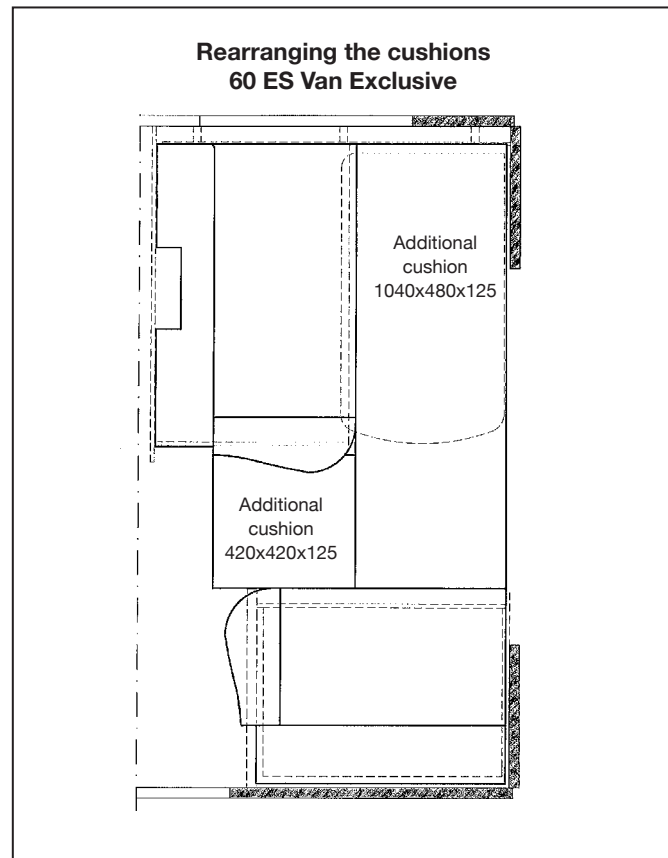 Rearranging the cushions
60 ES Van Exclusive
Additional
cushion
1040x480x125
Additional
cushion
420x420x125